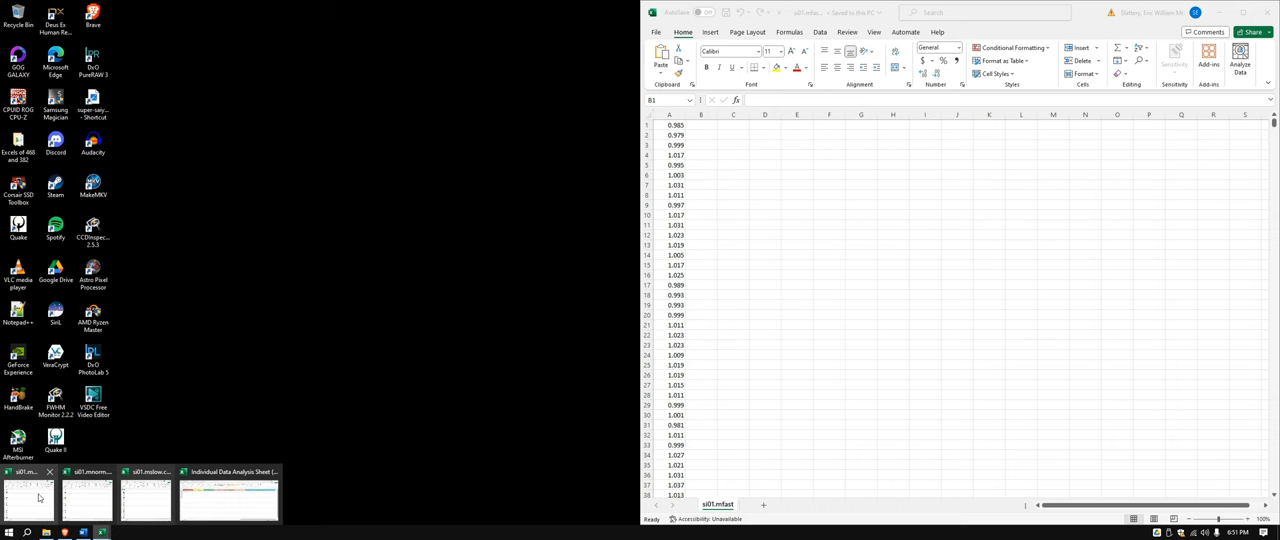 Recycle Bin
Deus Ex Human Re...
Brave
GOG GALAXY
Microsoft Edge
DxO PureRAW 3
CPUID ROG CPU-Z
Samsung Magician
super-saiy... - Shortcut
Excels of 468 and 382
Discord
Audacity
Corsair SSD Toolbox
Steam
MakeMKV
Quake
Spotify
CCDInspec... 2.5.3
VLC media player
Google Drive
Astro Pixel Processor
Notepad++
SiriL
AMD Ryzen Master
GeForce Experience
VeraCrypt
DxO PhotoLab 5
HandBrake
FWHM Monitor 2.2.2
VSDC Free Video Editor
MSI Afterburner
Quake II
si01.m...
si01.mnorm...
si01.mslow.c...
Individual Data Analysis Sheet (...
AutoSave Off
si01.mfas... • Saved to this PC
Search
Slattery, Eric William Mr.
SE
File Home Insert Page Layout Formulas Data Review View Automate Help
Comments Share
Paste
Clipboard
Calibri 11
B I U
Font
Alignment
General
$ % 9
Number
Conditional Formatting
Format as Table
Cell Styles
Styles
Insert
Delete
Format
Cells
Editing
Sensitivity
Sensitivity
Add-ins
Add-ins
Analyze Data
B1
fx
A B C D E F G H I J K L M N O P Q R S
1 0.985
2 0.979
3 0.999
4 1.017
5 0.995
6 1.003
7 1.031
8 1.011
9 0.997
10 1.017
11 1.031
12 1.023
13 1.019
14 1.005
15 1.017
16 1.025
17 0.989
18 0.993
19 0.993
20 0.999
21 1.011
22 1.023
23 1.023
24 1.009
25 1.019
26 1.019
27 1.015
28 1.011
29 0.999
30 1.001
31 0.981
32 1.011
33 0.999
34 1.027
35 1.021
36 1.031
37 1.037
38 1.013
si01.mfast
Ready
Accessibility: Unavailable
100%
6:51 PM